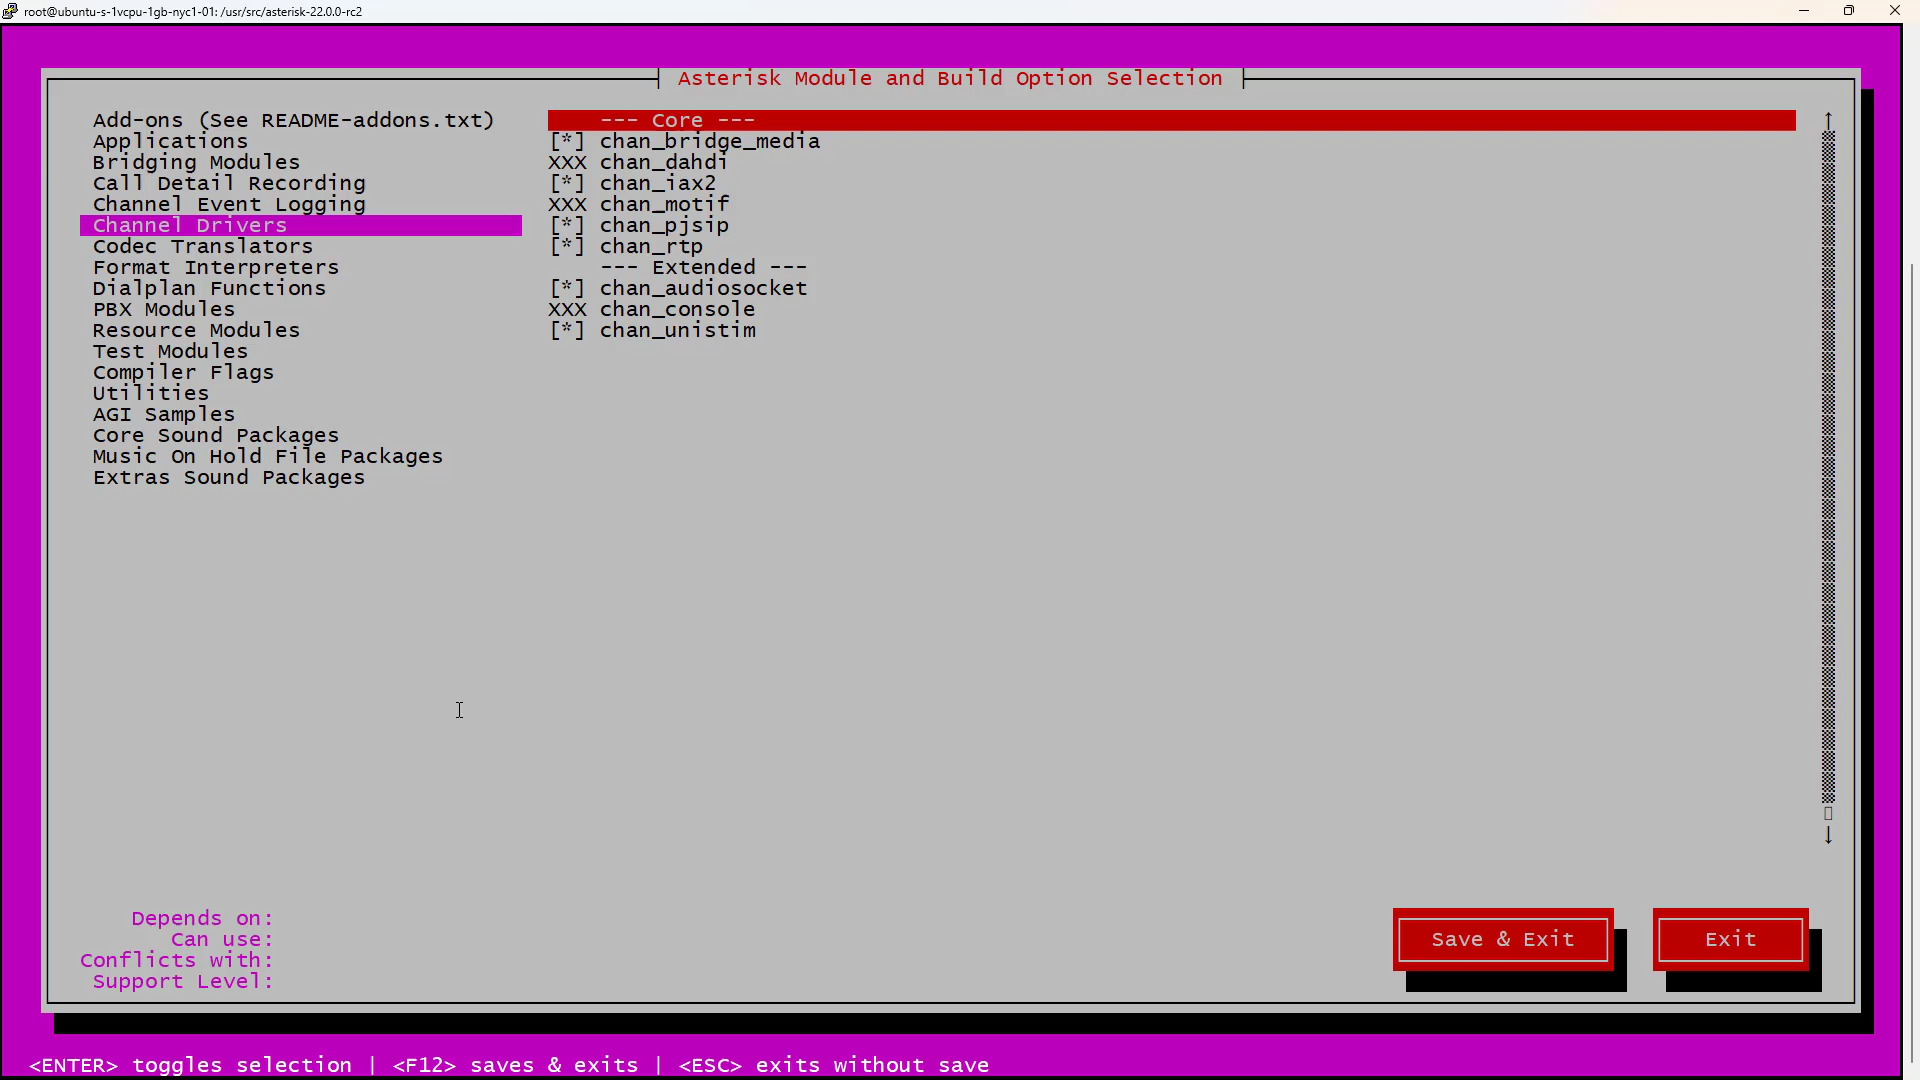 root@ubuntu-s-1vcpu-1gb-nyc1-01: /usr/src/asterisk-22.0.0-rc2
Asterisk Module and Build Option Selection
Add-ons (See README-addons.txt)
Applications
Bridging Modules
Call Detail Recording
Channel Event Logging
Channel Drivers
Codec Translators
Format Interpreters
Dialplan Functions
PBX Modules
Resource Modules
Test Modules
Compiler Flags
Utilities
AGI Samples
Core Sound Packages
Music On Hold File Packages
Extras Sound Packages
--- Core ---
[*] chan_bridge_media
XXX chan_dahdi
[*] chan_iax2
XXX chan_motif
[*] chan_pjsip
[*] chan_rtp
--- Extended ---
[*] chan_audiosocket
XXX chan_console
[*] chan_unistim
Depends on:
Can use:
Conflicts with:
Support Level:
Save & Exit
Exit
<ENTER> toggles selection | <F12> saves & exits | <ESC> exits without save